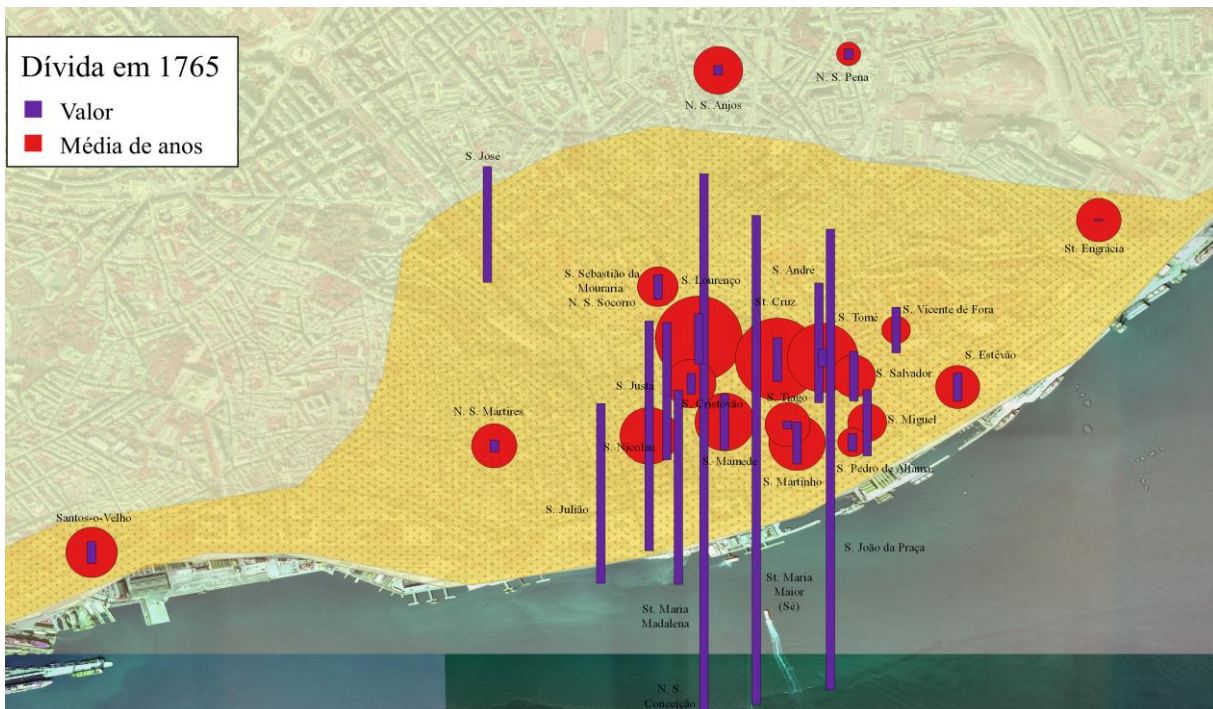 Dívida em 1765
Valor
Média de anos
N. S. Pena
N. S. Anjos
S. José
St. Engrácia
S. Sebastião da
Mouraria
N. S. Socorro
S. Lourenço
S. André
St. Cruz
S. Tomé
S. Vicente de Fora
S. Estêvão
S. Salvador
S. Justa
S. Cristovão
S. Tiago
N. S. Mártires
S. Miguel
S. Nicolau
S. Mamede
S. Pedro de Alfama
S. Martinho
S. Julião
Santos-o-Velho
S. João da Praça
St. Maria
Maior
(Sé)
St. Maria
Madalena
N. S.
Conceição